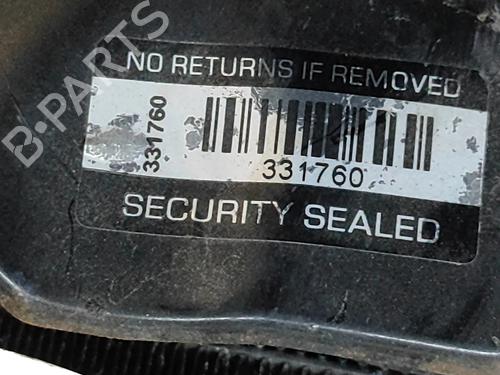 NO RETURNS IF REMOVED
331760
331760
SECURITY SEALED
B-PARTS